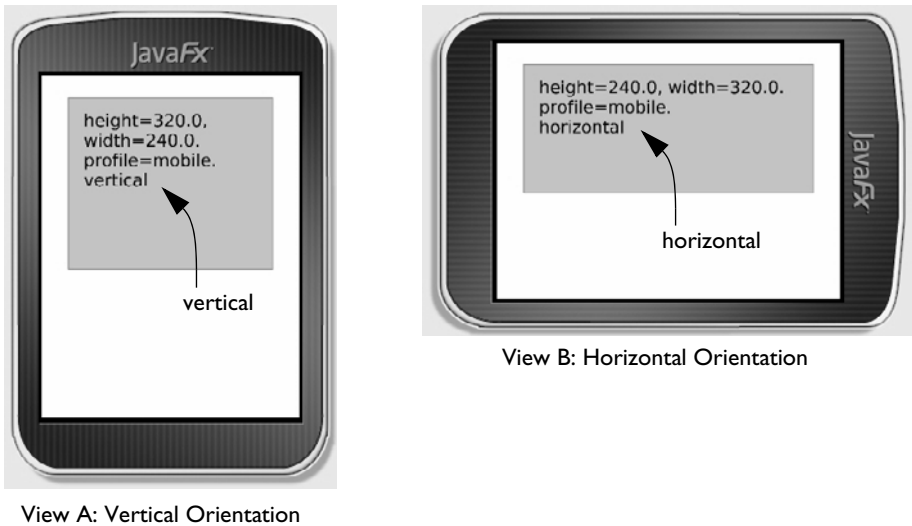 JavaFx
height=320.0,
width=240.0.
profile=mobile.
vertical
vertical
View A: Vertical Orientation
height=240.0, width=320.0.
profile=mobile.
horizontal
horizontal
JavaFx
View B: Horizontal Orientation